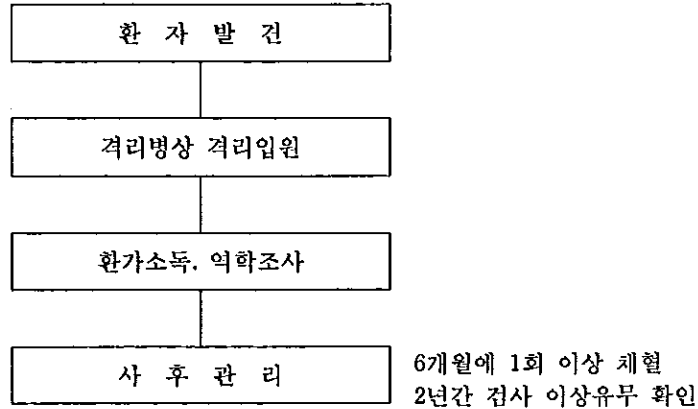 환 자 발 견
격리병상 격리입원
환가소독, 역학조사
사 후 관 리
6개월에 1회 이상 채혈
2년간 검사 이상유무 확인